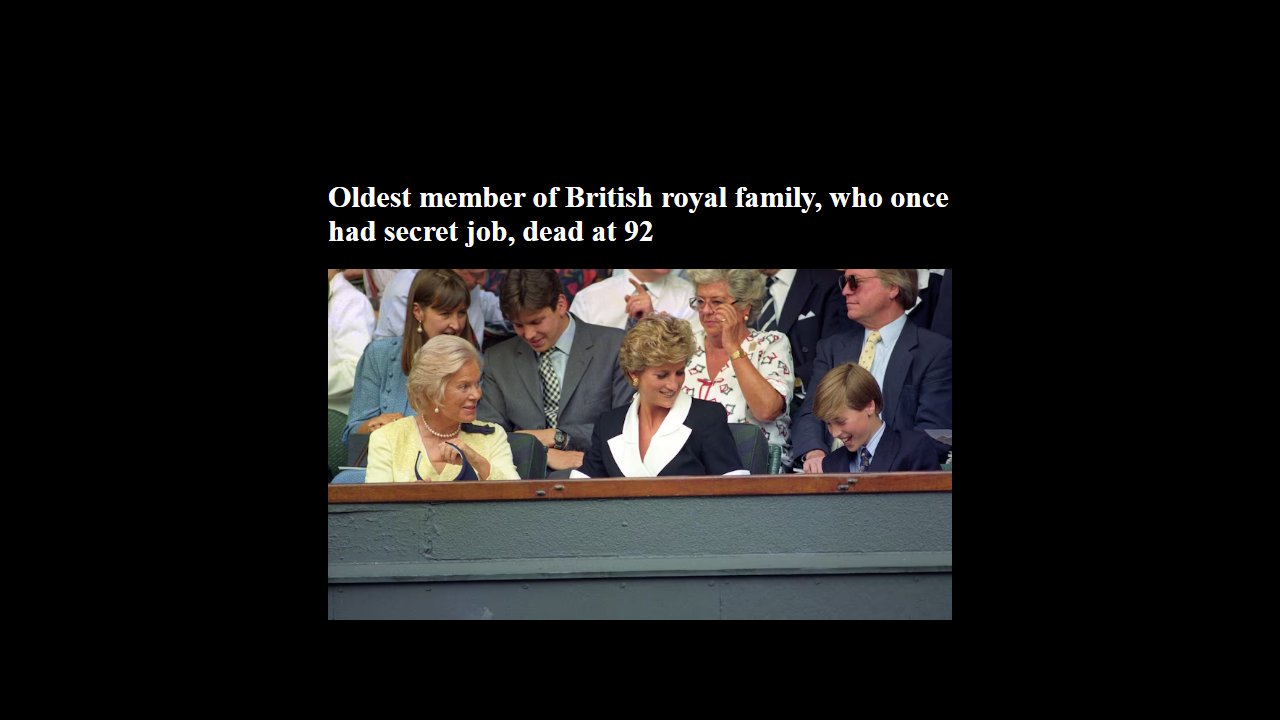 Oldest member of British royal family, who once
had secret job, dead at 92